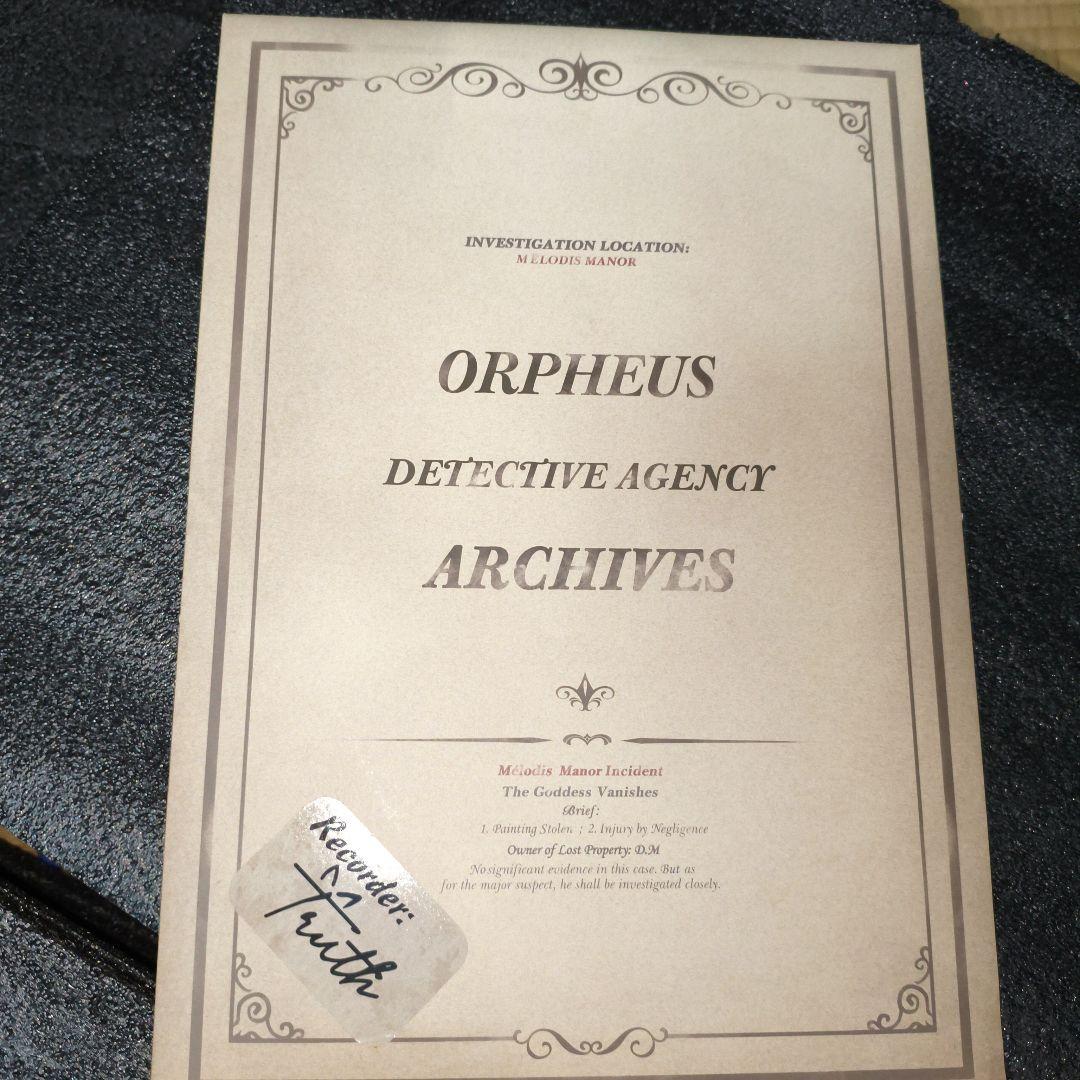 INVESTIGATION LOCATION:
MÉLODIS MANOR
ORPHEUS
DETECTIVE AGENCY
ARCHIVES
Mélodis Manor Incident
The Goddess Vanishes
Brief:
1. Painting Stolen ; 2. Injury by Negligence
Owner of Lost Property: D.M
No significant evidence in this case. But as
for the major suspect, he shall be investigated closely.
Recorder:
Truth